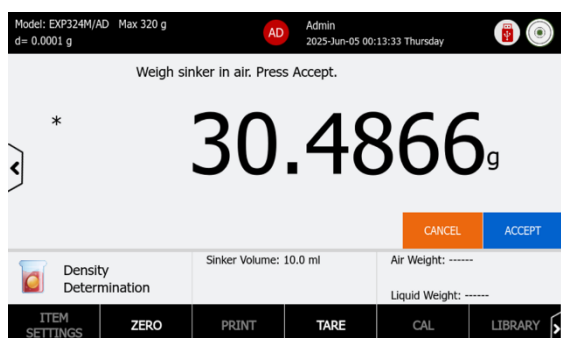 Model: EXP324M/AD Max 320 g
d= 0.0001 g
AD
Admin
2025-Jun-05 00:13:33 Thursday
Weigh sinker in air. Press Accept.
*
30.4866g
CANCEL
ACCEPT
Density
Determination
Sinker Volume: 10.0 ml
Air Weight: ------
Liquid Weight: ------
ITEM
SETTINGS
ZERO
PRINT
TARE
CAL
LIBRARY